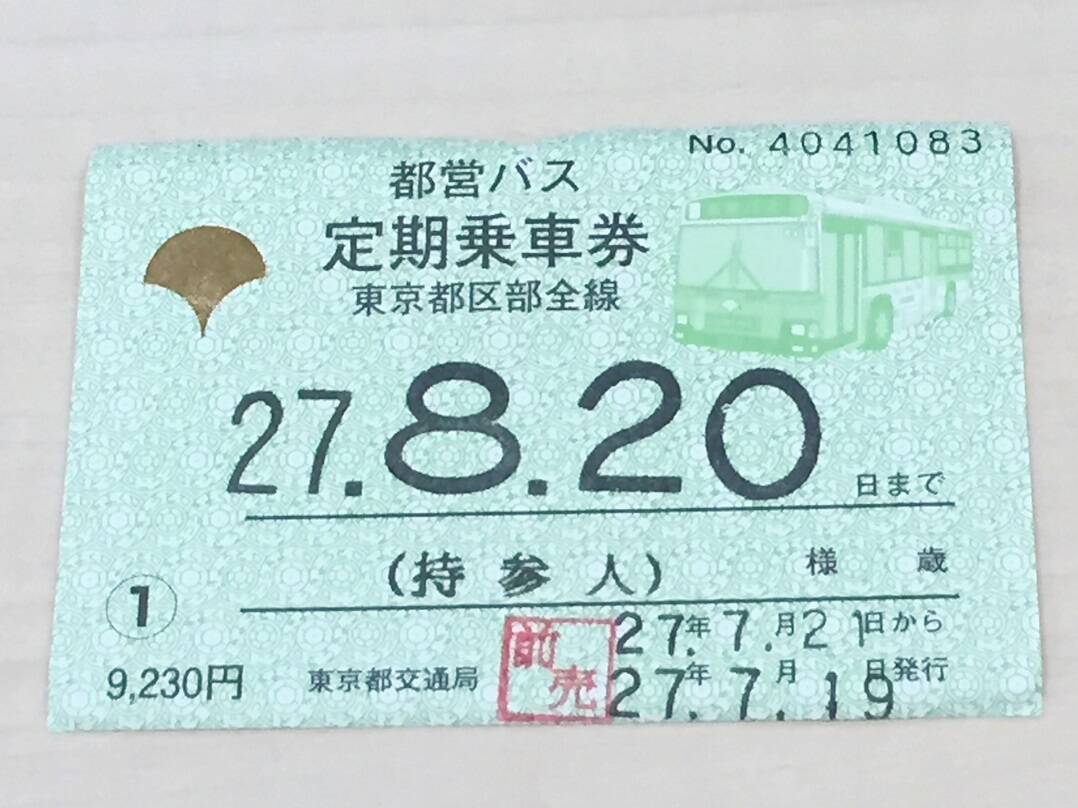 No. 4041083
都営バス
定期乗車券
東京都区部全線
27.8.20日まで
(持参人) 様 歳
1
27年7.月21日から
9,230円 東京都交通局 前売 27年7.月19日発行